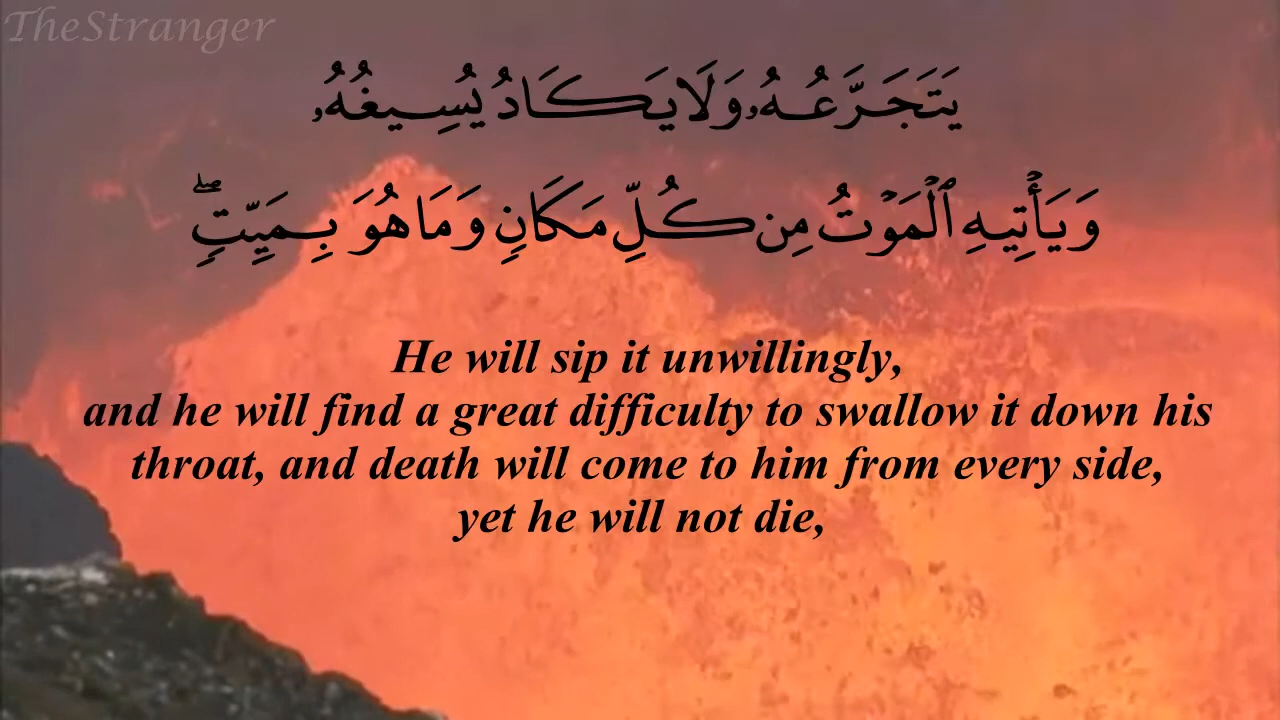 TheStranger
يَتَجَرَّعُهُۥ وَلَا يَكَادُ يُسِيغُهُۥ
وَيَأْتِيهِ ٱلْمَوْتُ مِن كُلِّ مَكَانٍ وَمَا هُوَ بِمَيِّتٍ ۖ
He will sip it unwillingly,
and he will find a great difficulty to swallow it down his
throat, and death will come to him from every side,
yet he will not die,